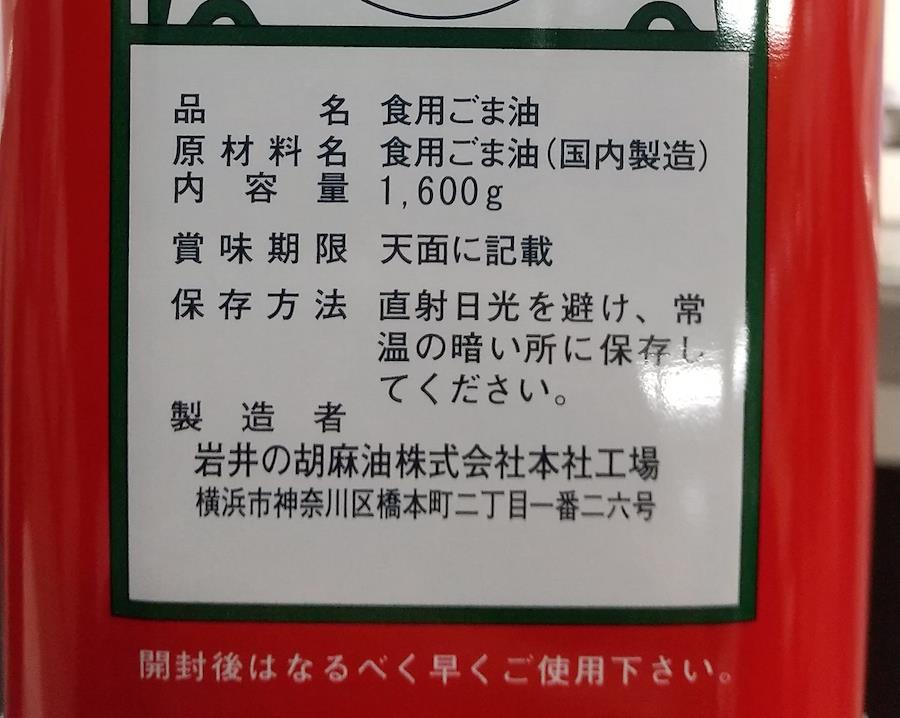 品名 食用ごま油
原材料名 食用ごま油(国内製造)
内容量 1,600g
賞味期限 天面に記載
保存方法 直射日光を避け、常
温の暗い所に保存し
てください。
製造者
岩井の胡麻油株式会社本社工場
横浜市神奈川区橋本町二丁目一番二六号
開封後はなるべく早くご使用下さい。